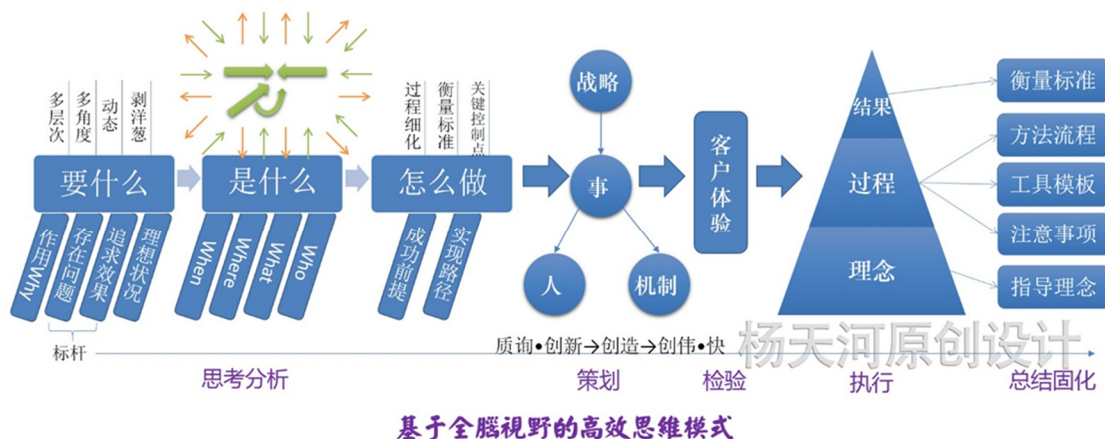 多层次
多角度
动态
剥洋葱
过程细化
衡量标准
关键控制点
要什么
是什么
怎么做
作用Why
存在问题
追求效果
理想状况
When
Where
What
Who
成功前提
实现路径
标杆
战略
事
人
机制
客户体验
结果
过程
理念
衡量标准
方法流程
工具模板
注意事项
指导理念
质询•创新→创造→创伟•快
杨天河原创设计
思考分析
策划
检验
执行
总结固化
基于全腦視野的高效思维模式